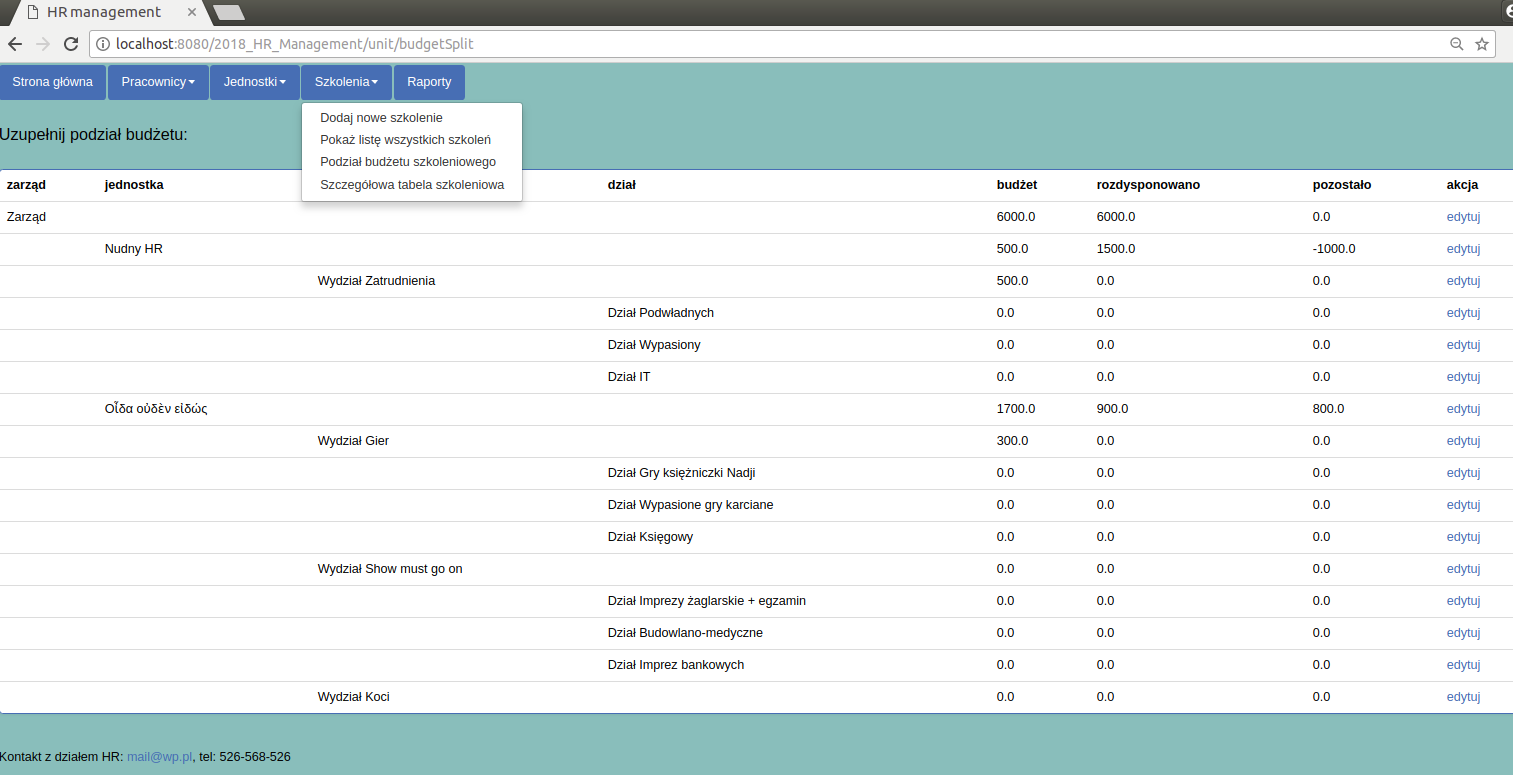 HR management
localhost:8080/2018_HR_Management/unit/budgetSplit
Strona główna Pracownicy Jednostki Szkolenia Raporty
Dodaj nowe szkolenie
Pokaż listę wszystkich szkoleń
Podział budżetu szkoleniowego
Szczegółowa tabela szkoleniowa
Uzupełnij podział budżetu:
zarząd jednostka dział budżet rozdysponowano pozostało akcja
Zarząd 6000.0 6000.0 0.0 edytuj
Nudny HR 500.0 1500.0 -1000.0 edytuj
Wydział Zatrudnienia 500.0 0.0 0.0 edytuj
Dział Podwładnych 0.0 0.0 0.0 edytuj
Dział Wypasiony 0.0 0.0 0.0 edytuj
Dział IT 0.0 0.0 0.0 edytuj
Οἶδα οὐδὲν εἰδώς 1700.0 900.0 800.0 edytuj
Wydział Gier 300.0 0.0 0.0 edytuj
Dział Gry księżniczki Nadji 0.0 0.0 0.0 edytuj
Dział Wypasione gry karciane 0.0 0.0 0.0 edytuj
Dział Księgowy 0.0 0.0 0.0 edytuj
Wydział Show must go on 0.0 0.0 0.0 edytuj
Dział Imprezy żaglarskie + egzamin 0.0 0.0 0.0 edytuj
Dział Budowlano-medyczne 0.0 0.0 0.0 edytuj
Dział Imprez bankowych 0.0 0.0 0.0 edytuj
Wydział Koci 0.0 0.0 0.0 edytuj
Kontakt z działem HR: mail@wp.pl, tel: 526-568-526